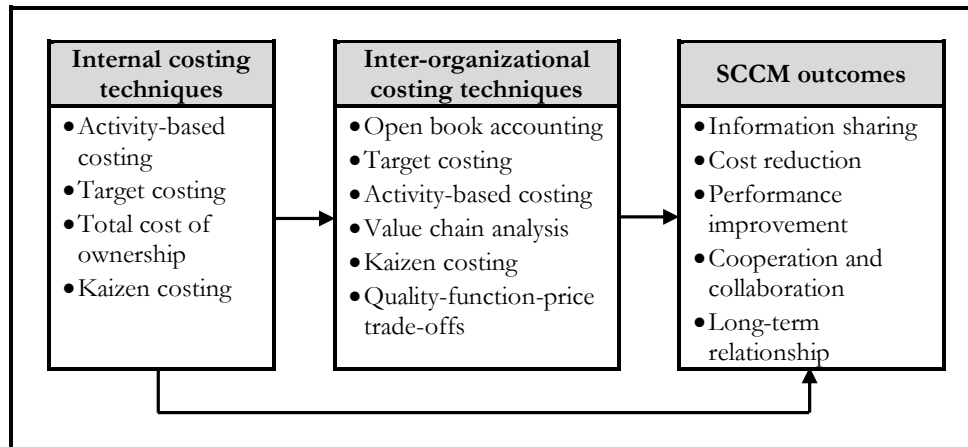 Internal costing
techniques
• Activity-based
costing
• Target costing
• Total cost of
ownership
• Kaizen costing
Inter-organizational
costing techniques
• Open book accounting
• Target costing
• Activity-based costing
• Value chain analysis
• Kaizen costing
• Quality-function-price
trade-offs
SCCM outcomes
• Information sharing
• Cost reduction
• Performance
improvement
• Cooperation and
collaboration
• Long-term
relationship